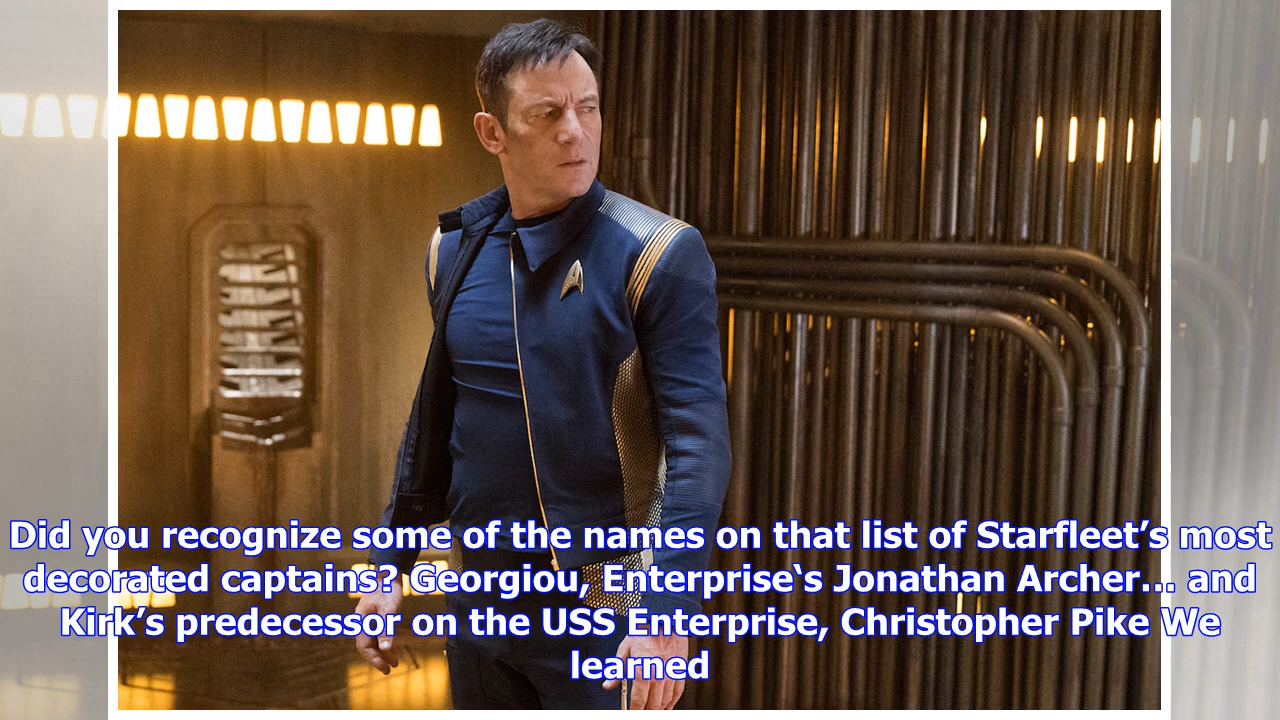 Did you recognize some of the names on that list of Starfleet’s most
decorated captains? Georgiou, Enterprise‘s Jonathan Archer… and
Kirk’s predecessor on the USS Enterprise, Christopher Pike We
learned